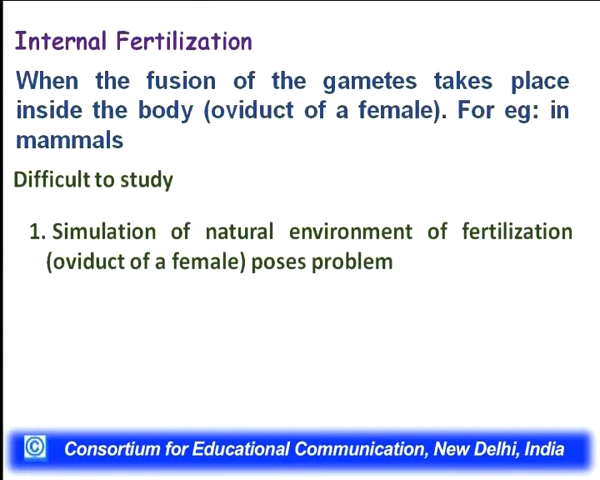 Internal Fertilization
When the fusion of the gametes takes place
inside the body (oviduct of a female). For eg: in
mammals
Difficult to study
1. Simulation of natural environment of fertilization
(oviduct of a female) poses problem
© Consortium for Educational Communication, New Delhi, India